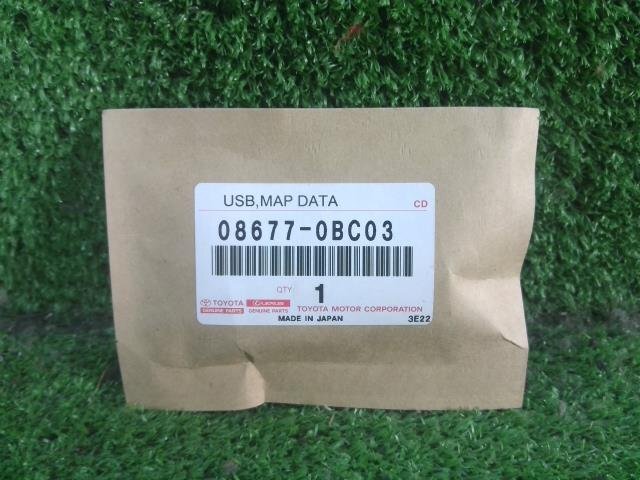 USB,MAP DATA
CD
08677-0BC03
QTY 1
TOYOTA LEXUS TOYOTA MOTOR CORPORATION
GENUINE PARTS GENUINE PARTS
MADE IN JAPAN 3E22